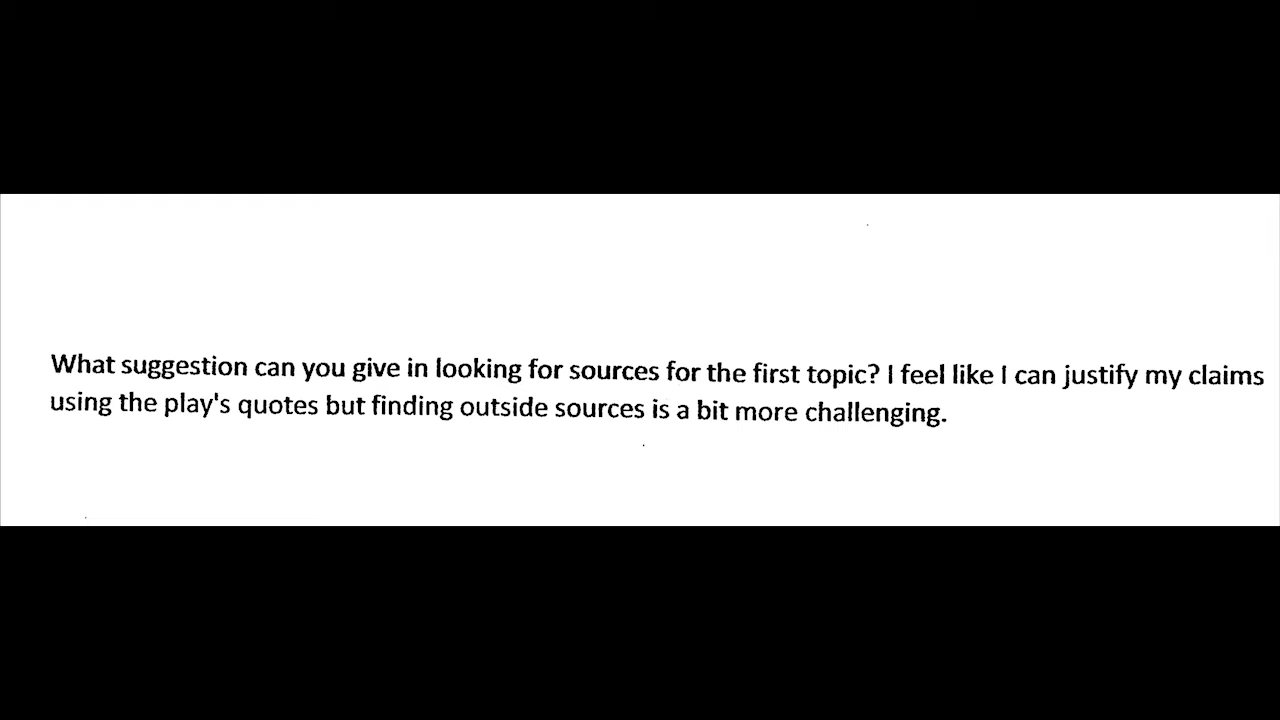 What suggestion can you give in looking for sources for the first topic? I feel like I can justify my claims
using the play's quotes but finding outside sources is a bit more challenging.